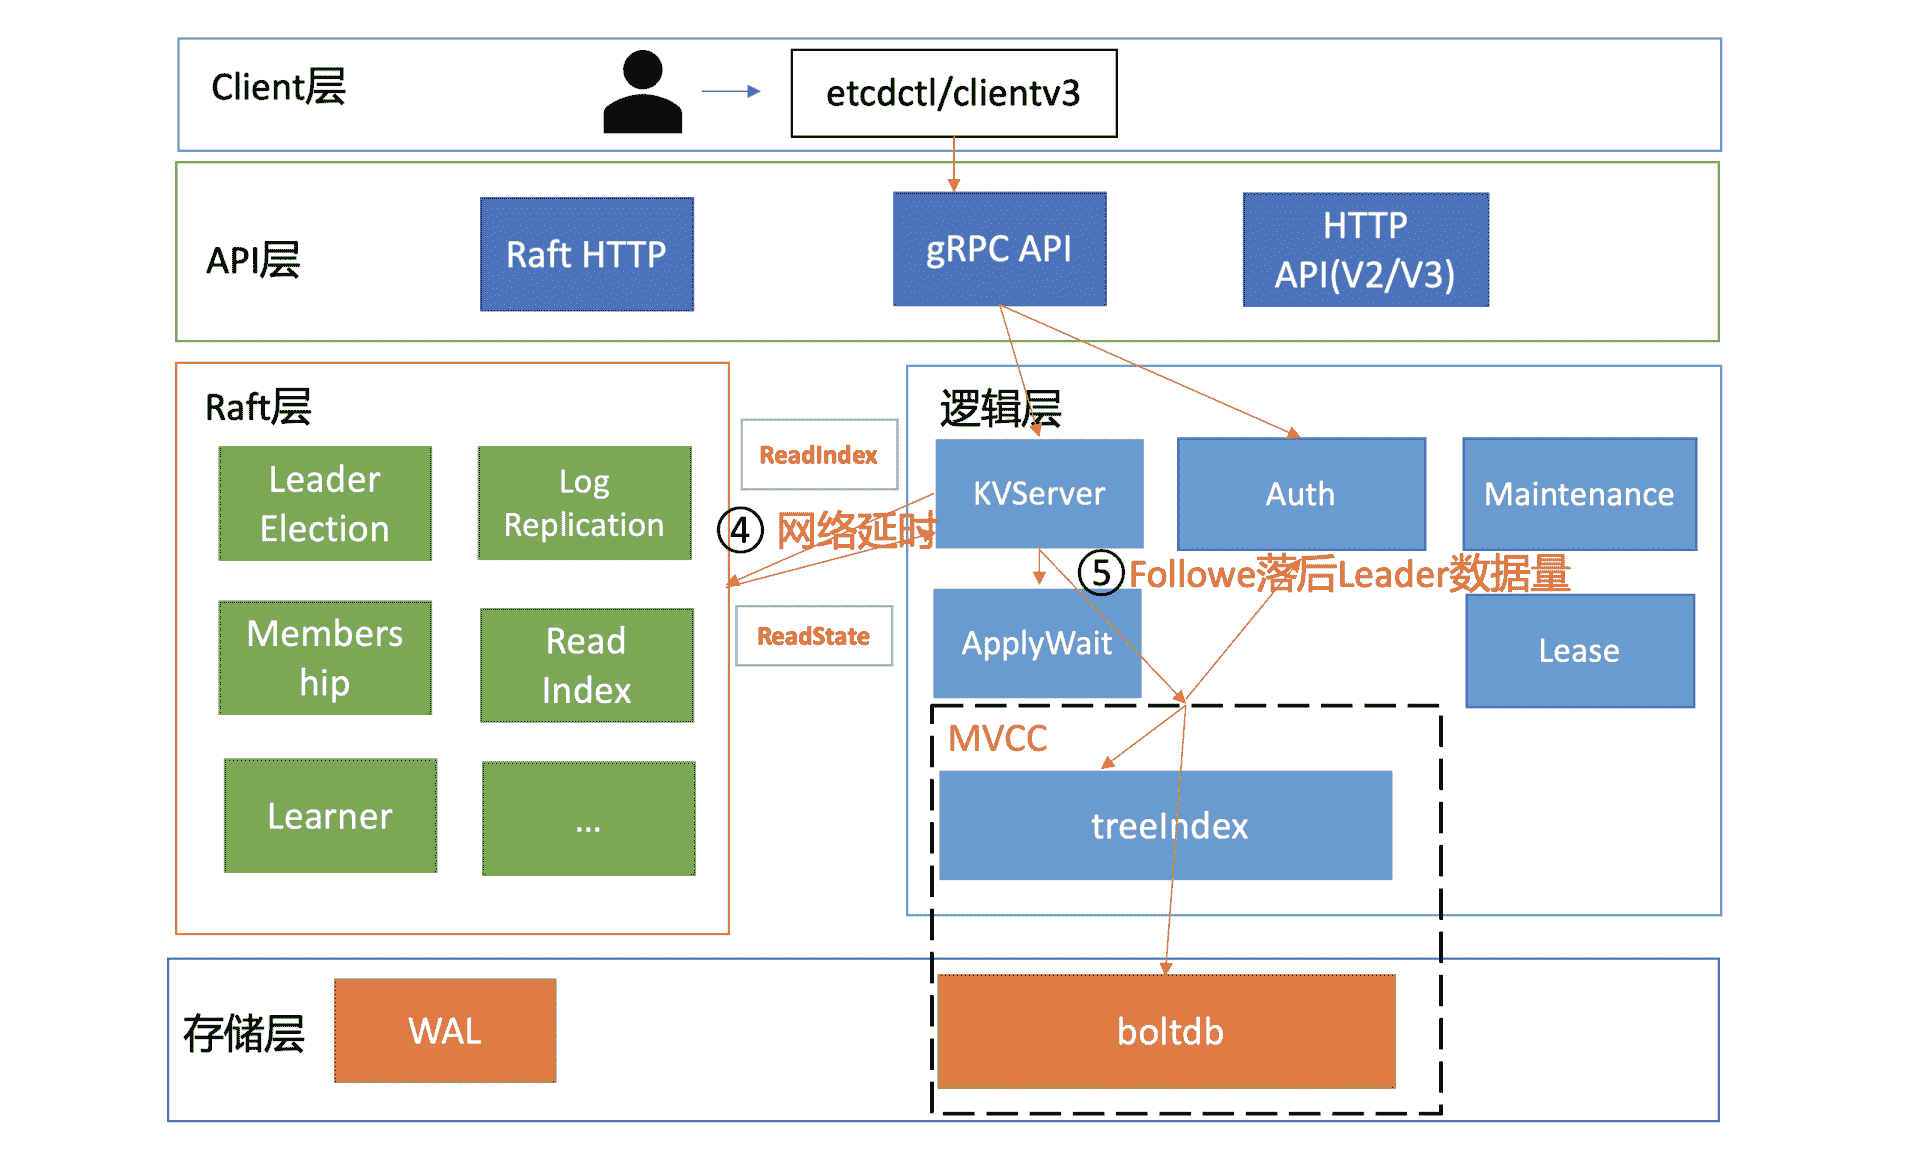 Client层
etcdctl/clientv3
API层
Raft HTTP
gRPC API
HTTP
API(V2/V3)
Raft层
Leader
Election
Log
Replication
Members
hip
Read
Index
Learner
...
ReadIndex
④ 网络延时
ReadState
逻辑层
KVServer
Auth
Maintenance
⑤Followe落后Leader数据量
ApplyWait
Lease
MVCC
treeIndex
存储层
WAL
boltdb